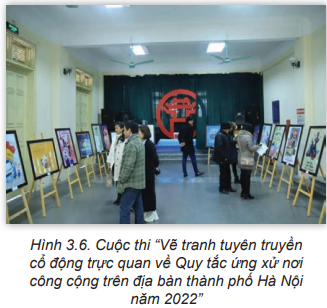 Hình 3.6. Cuộc thi “Vẽ tranh tuyên truyền
cổ động trực quan về Quy tắc ứng xử nơi
công cộng trên địa bàn thành phố Hà Nội
năm 2022”